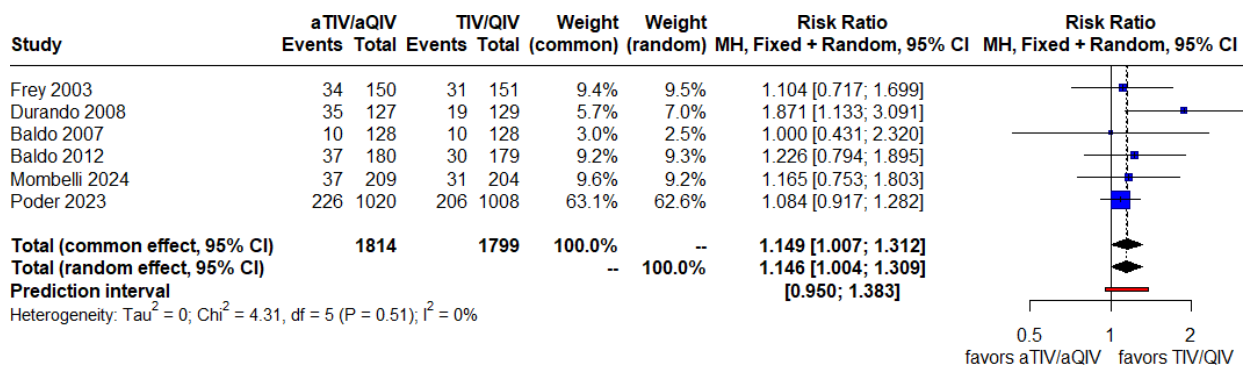 aTIV/aQIV TIV/QIV Weight Weight Risk Ratio Risk Ratio
Study Events Total Events Total (common) (random) MH, Fixed + Random, 95% CI MH, Fixed + Random, 95% CI
Frey 2003 34 150 31 151 9.4% 9.5% 1.104 [0.717; 1.699]
Durando 2008 35 127 19 129 5.7% 7.0% 1.871 [1.133; 3.091]
Baldo 2007 10 128 10 128 3.0% 2.5% 1.000 [0.431; 2.320]
Baldo 2012 37 180 30 179 9.2% 9.3% 1.226 [0.794; 1.895]
Mombelli 2024 37 209 31 204 9.6% 9.2% 1.165 [0.753; 1.803]
Poder 2023 226 1020 206 1008 63.1% 62.6% 1.084 [0.917; 1.282]
Total (common effect, 95% CI) 1814 1799 100.0% -- 1.149 [1.007; 1.312]
Total (random effect, 95% CI) -- 100.0% 1.146 [1.004; 1.309]
Prediction interval [0.950; 1.383]
Heterogeneity: Tau² = 0; Chi² = 4.31, df = 5 (P = 0.51); I² = 0%
0.5 1 2
favors aTIV/aQIV favors TIV/QIV